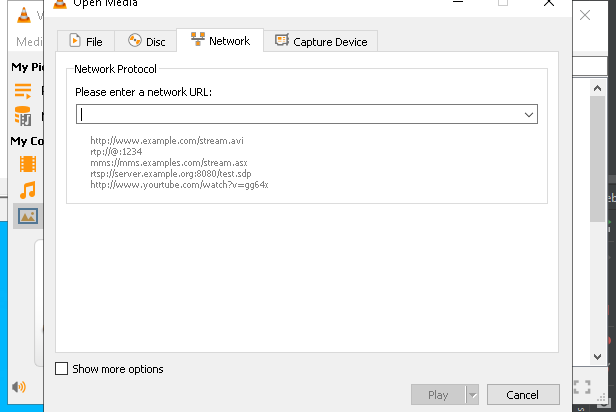 Open Media
V
Medi
File
Disc
Network
Capture Device
My Pi
My Co
Network Protocol
Please enter a network URL:
http://www.example.com/stream.avi
rtp://@:1234
mms://mms.examples.com/stream.asx
rtsp://server.example.org:8080/test.sdp
http://www.yourtube.com/watch?v=gg64x
Show more options
Play
Cancel